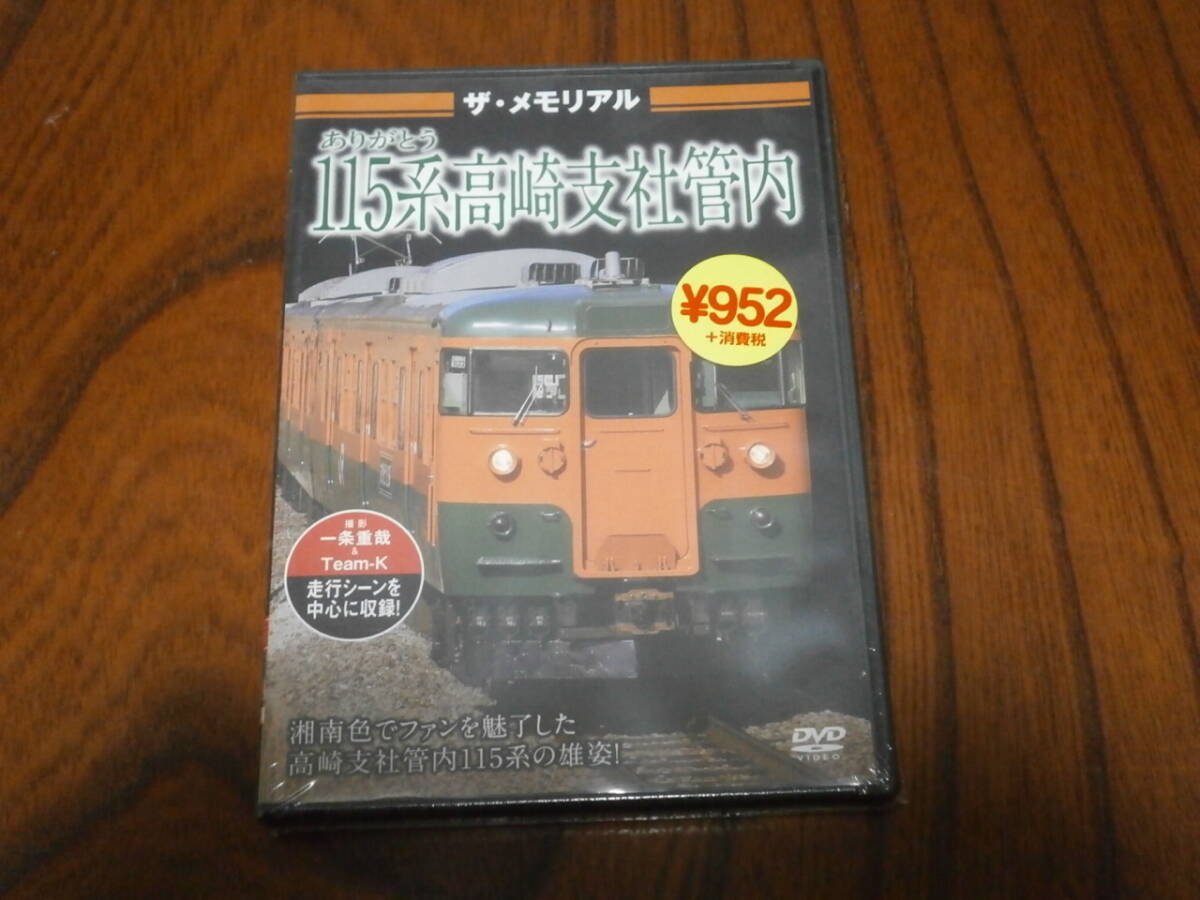 ザ・メモリアル
ありがとう
115系高崎支社管内
¥952
+消費税
撮影
一条重哉
&
Team-K
走行シーンを
中心に収録!
湘南色でファンを魅了した
高崎支社管内115系の雄姿!
DVD
VIDEO